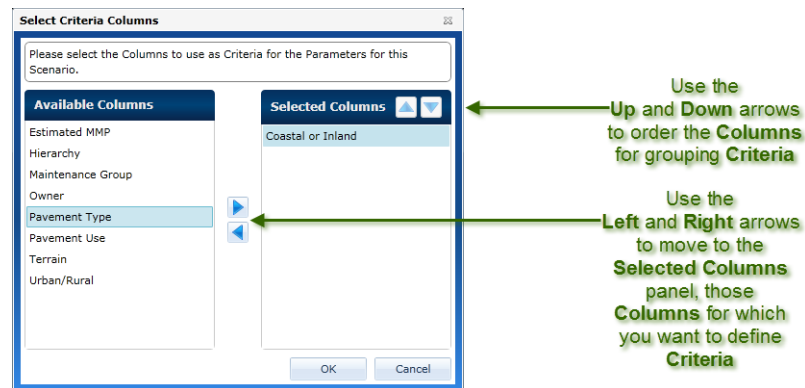 Select Criteria Columns
Please select the Columns to use as Criteria for the Parameters for this
Scenario.
Available Columns
Estimated MMP
Hierarchy
Maintenance Group
Owner
Pavement Type
Pavement Use
Terrain
Urban/Rural
Selected Columns
Coastal or Inland
OK
Cancel
Use the
Up and Down arrows
to order the Columns
for grouping Criteria
Use the
Left and Right arrows
to move to the
Selected Columns
panel, those
Columns for which
you want to define
Criteria